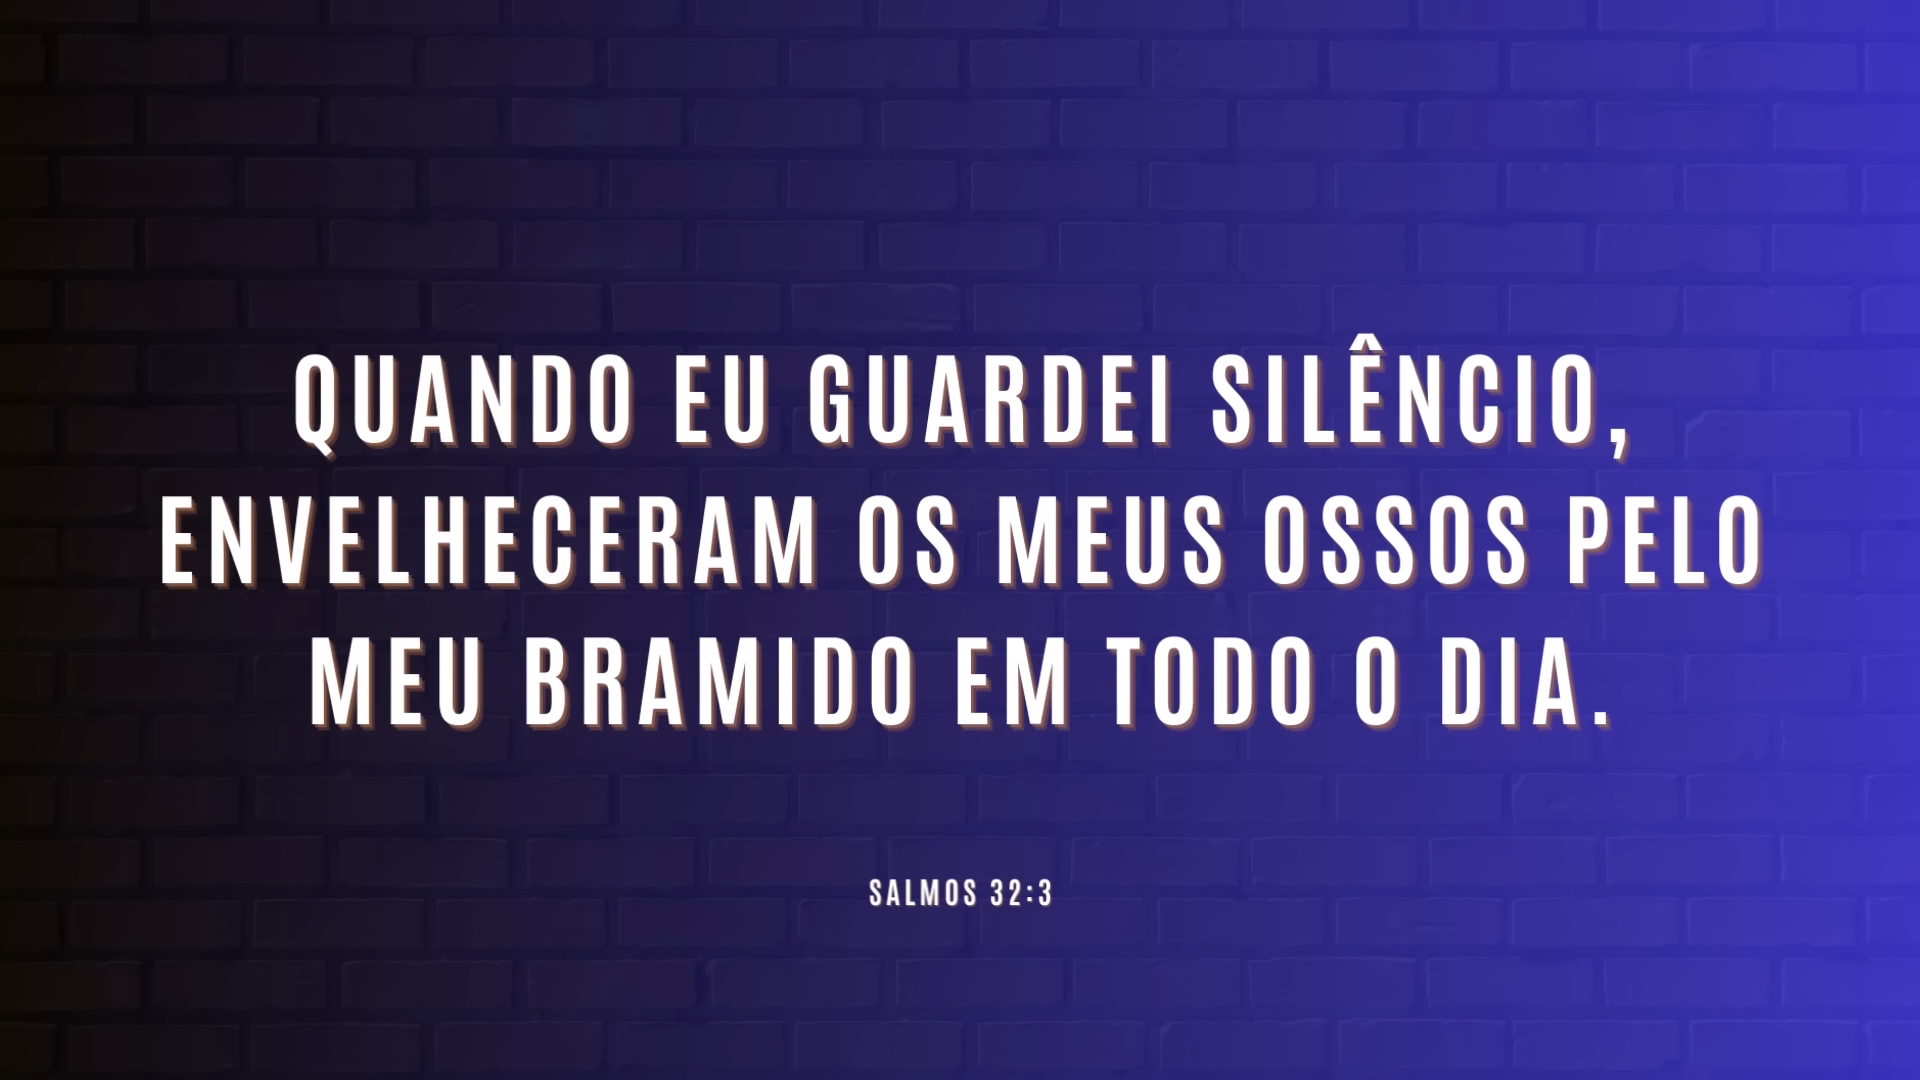 QUANDO EU GUARDEI SILÊNCIO,
ENVELHECERAM OS MEUS OSSOS PELO
MEU BRAMIDO EM TODO O DIA.
SALMOS 32:3